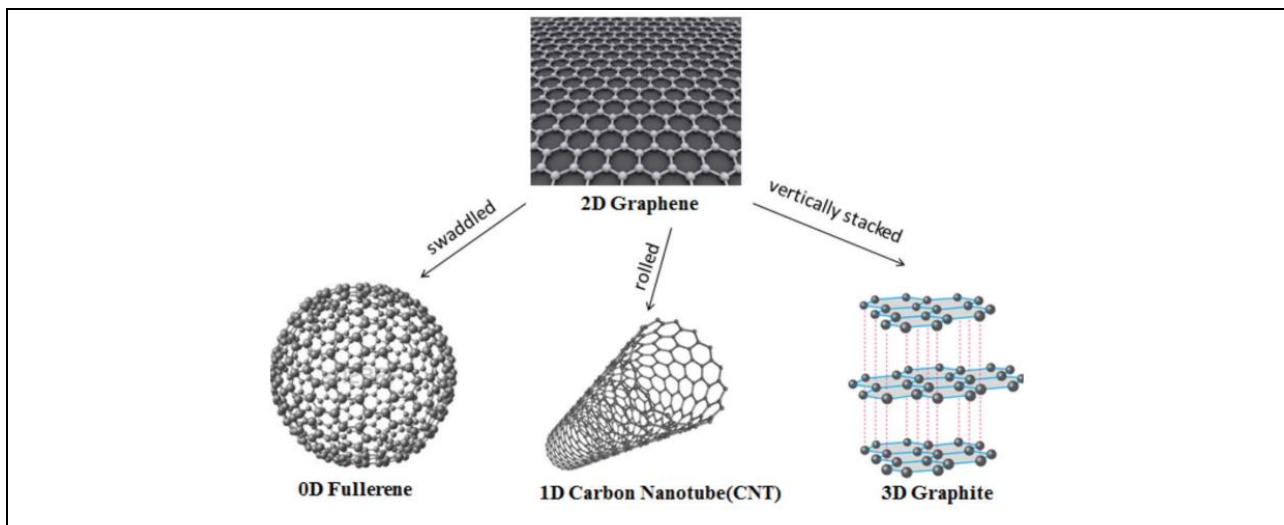 2D Graphene
swaddled
rolled
vertically stacked
0D Fullerene
1D Carbon Nanotube(CNT)
3D Graphite